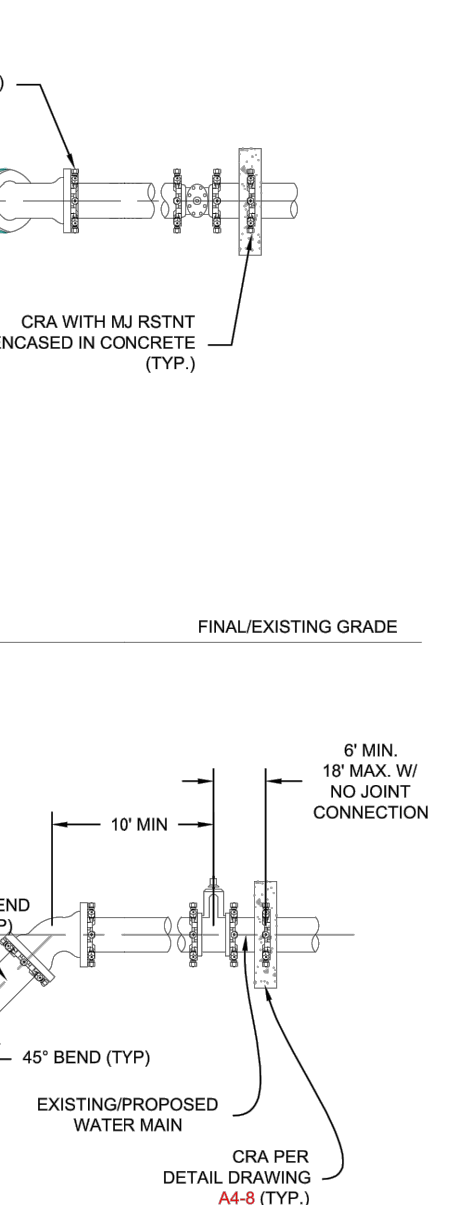 )
CRA WITH MJ RSTNT
ENCASED IN CONCRETE
(TYP.)
FINAL/EXISTING GRADE
6' MIN.
18' MAX. W/
NO JOINT
CONNECTION
10' MIN
END
P)
45° BEND (TYP)
EXISTING/PROPOSED
WATER MAIN
CRA PER
DETAIL DRAWING
A4-8 (TYP.)